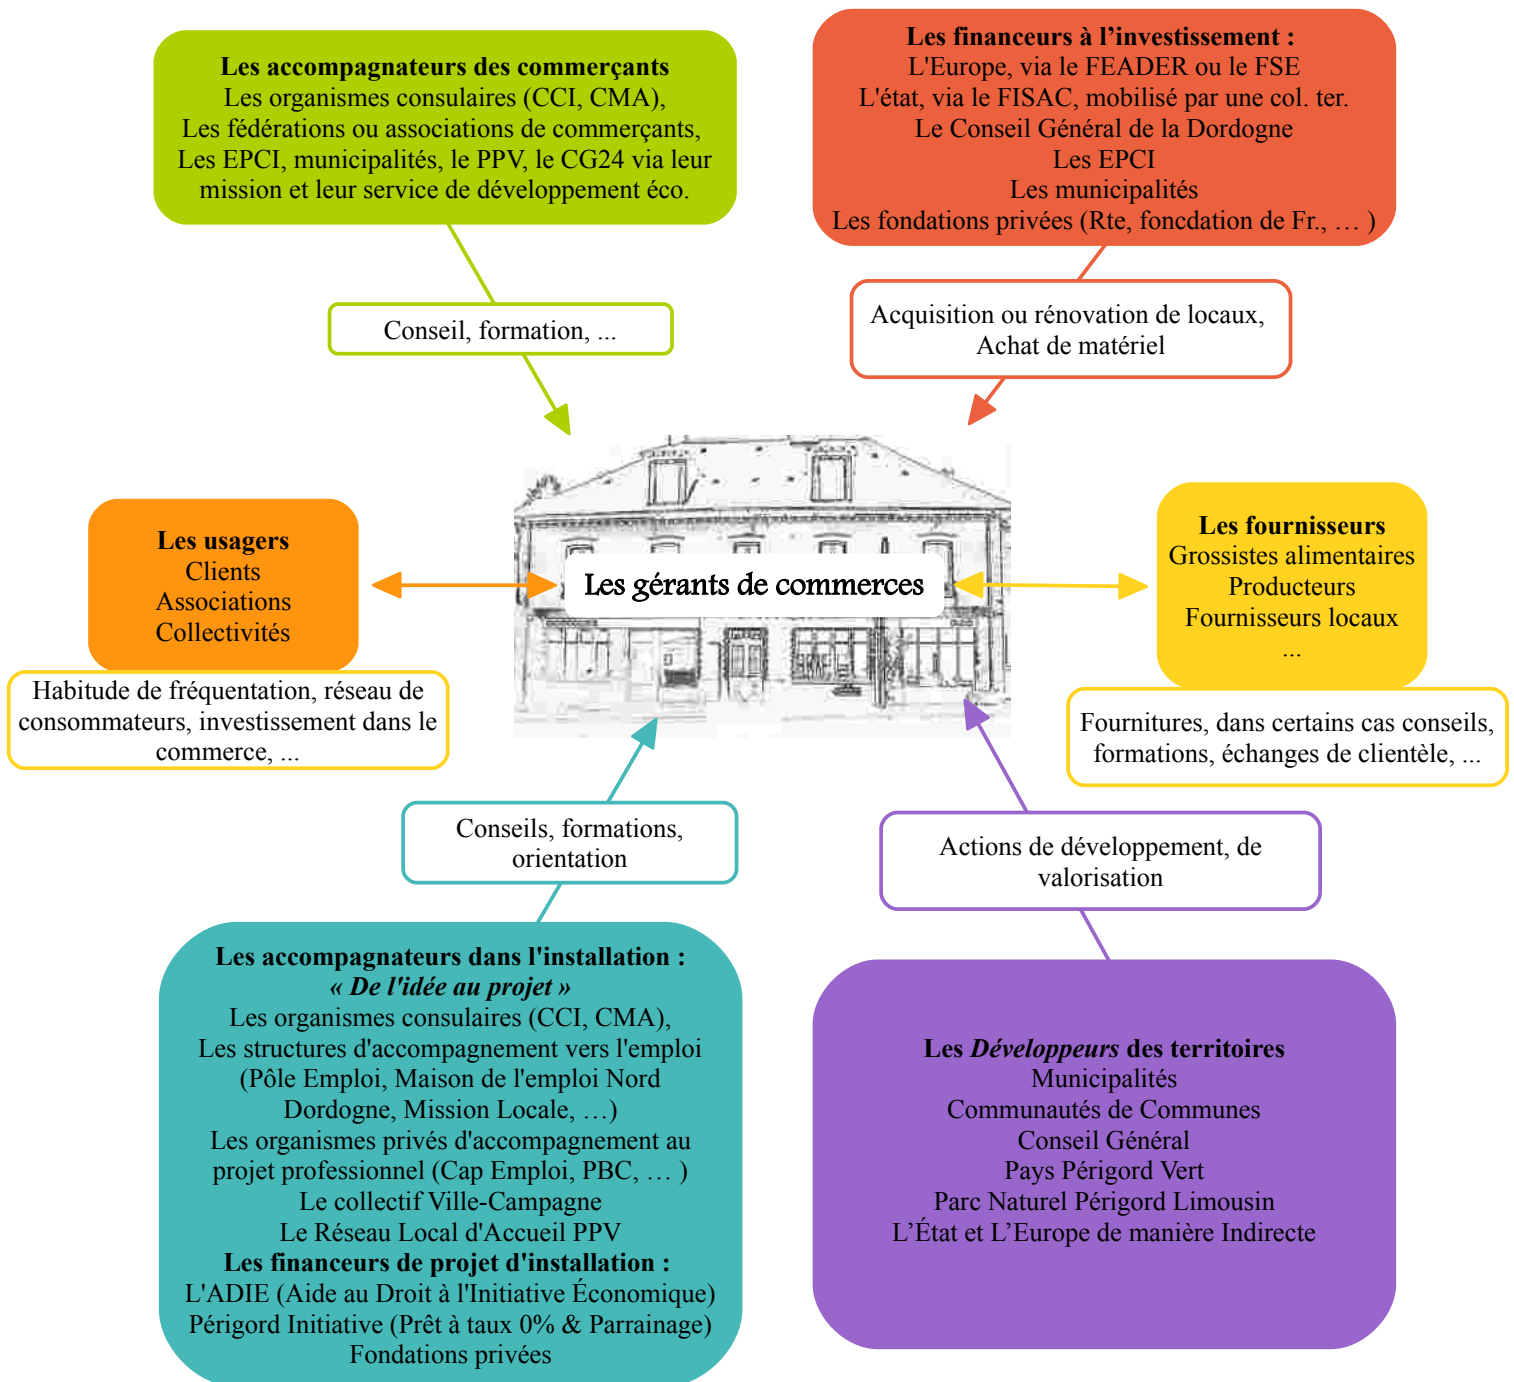 Les accompagnateurs des commerçants
Les organismes consulaires (CCI, CMA),
Les fédérations ou associations de commerçants,
Les EPCI, municipalités, le PPV, le CG24 via leur
mission et leur service de développement éco.
Les financeurs à l’investissement :
L'Europe, via le FEADER ou le FSE
L'état, via le FISAC, mobilisé par une col. ter.
Le Conseil Général de la Dordogne
Les EPCI
Les municipalités
Les fondations privées (Rte, foncdation de Fr., … )
Conseil, formation, ...
Acquisition ou rénovation de locaux,
Achat de matériel
Les usagers
Clients
Associations
Collectivités
Les gérants de commerces
Les fournisseurs
Grossistes alimentaires
Producteurs
Fournisseurs locaux
...
Habitude de fréquentation, réseau de
consommateurs, investissement dans le
commerce, ...
Fournitures, dans certains cas conseils,
formations, échanges de clientèle, ...
Conseils, formations,
orientation
Actions de développement, de
valorisation
Les accompagnateurs dans l'installation :
« De l'idée au projet »
Les organismes consulaires (CCI, CMA),
Les structures d'accompagnement vers l'emploi
(Pôle Emploi, Maison de l'emploi Nord
Dordogne, Mission Locale, …)
Les organismes privés d'accompagnement au
projet professionnel (Cap Emploi, PBC, … )
Le collectif Ville-Campagne
Le Réseau Local d'Accueil PPV
Les financeurs de projet d'installation :
L'ADIE (Aide au Droit à l'Initiative Économique)
Périgord Initiative (Prêt à taux 0% & Parrainage)
Fondations privées
Les Développeurs des territoires
Municipalités
Communautés de Communes
Conseil Général
Pays Périgord Vert
Parc Naturel Périgord Limousin
L’État et L’Europe de manière Indirecte